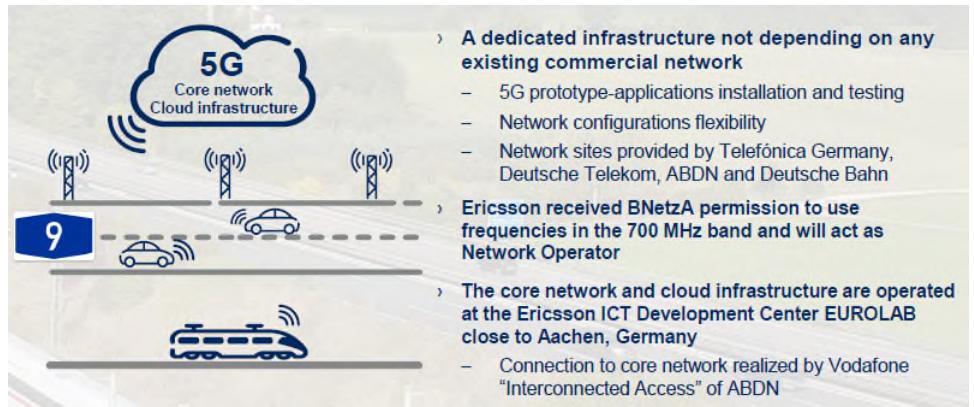 5G
Core network
Cloud infrastructure
9
› A dedicated infrastructure not depending on any
existing commercial network
– 5G prototype-applications installation and testing
– Network configurations flexibility
– Network sites provided by Telefónica Germany,
Deutsche Telekom, ABDN and Deutsche Bahn
› Ericsson received BNetzA permission to use
frequencies in the 700 MHz band and will act as
Network Operator
› The core network and cloud infrastructure are operated
at the Ericsson ICT Development Center EUROLAB
close to Aachen, Germany
– Connection to core network realized by Vodafone
“Interconnected Access” of ABDN